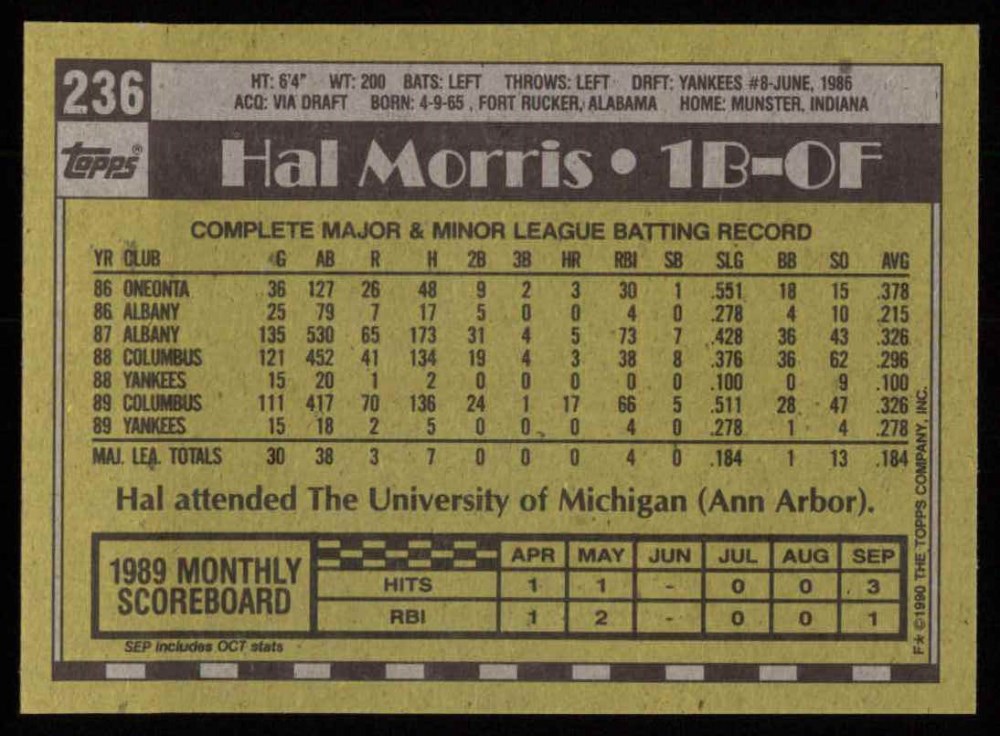 236
HT: 6'4" WT: 200 BATS: LEFT THROWS: LEFT DRFT: YANKEES #8-JUNE, 1986
ACQ: VIA DRAFT BORN: 4-9-65 , FORT RUCKER, ALABAMA HOME: MUNSTER, INDIANA
topps®
Hal Morris • 1B-OF
COMPLETE MAJOR & MINOR LEAGUE BATTING RECORD
YR CLUB G AB R H 2B 3B HR RBI SB SLG BB SO AVG
86 ONEONTA 36 127 26 48 9 2 3 30 1 .551 18 15 .378
86 ALBANY 25 79 7 17 5 0 0 4 0 .278 4 10 .215
87 ALBANY 135 530 65 173 31 4 5 73 7 .428 36 43 .326
88 COLUMBUS 121 452 41 134 19 4 3 38 8 .376 36 62 .296
88 YANKEES 15 20 1 2 0 0 0 0 0 .100 0 9 .100
89 COLUMBUS 111 417 70 136 24 1 17 66 5 .511 28 47 .326
89 YANKEES 15 18 2 5 0 0 0 4 0 .278 1 4 .278
MAJ. LEA. TOTALS 30 38 3 7 0 0 0 4 0 .184 1 13 .184
Hal attended The University of Michigan (Ann Arbor).
1989 MONTHLY
SCOREBOARD
APR MAY JUN JUL AUG SEP
HITS 1 1 - 0 0 3
RBI 1 2 - 0 0 1
SEP includes OCT stats
F★ ©1990 THE TOPPS COMPANY, INC.